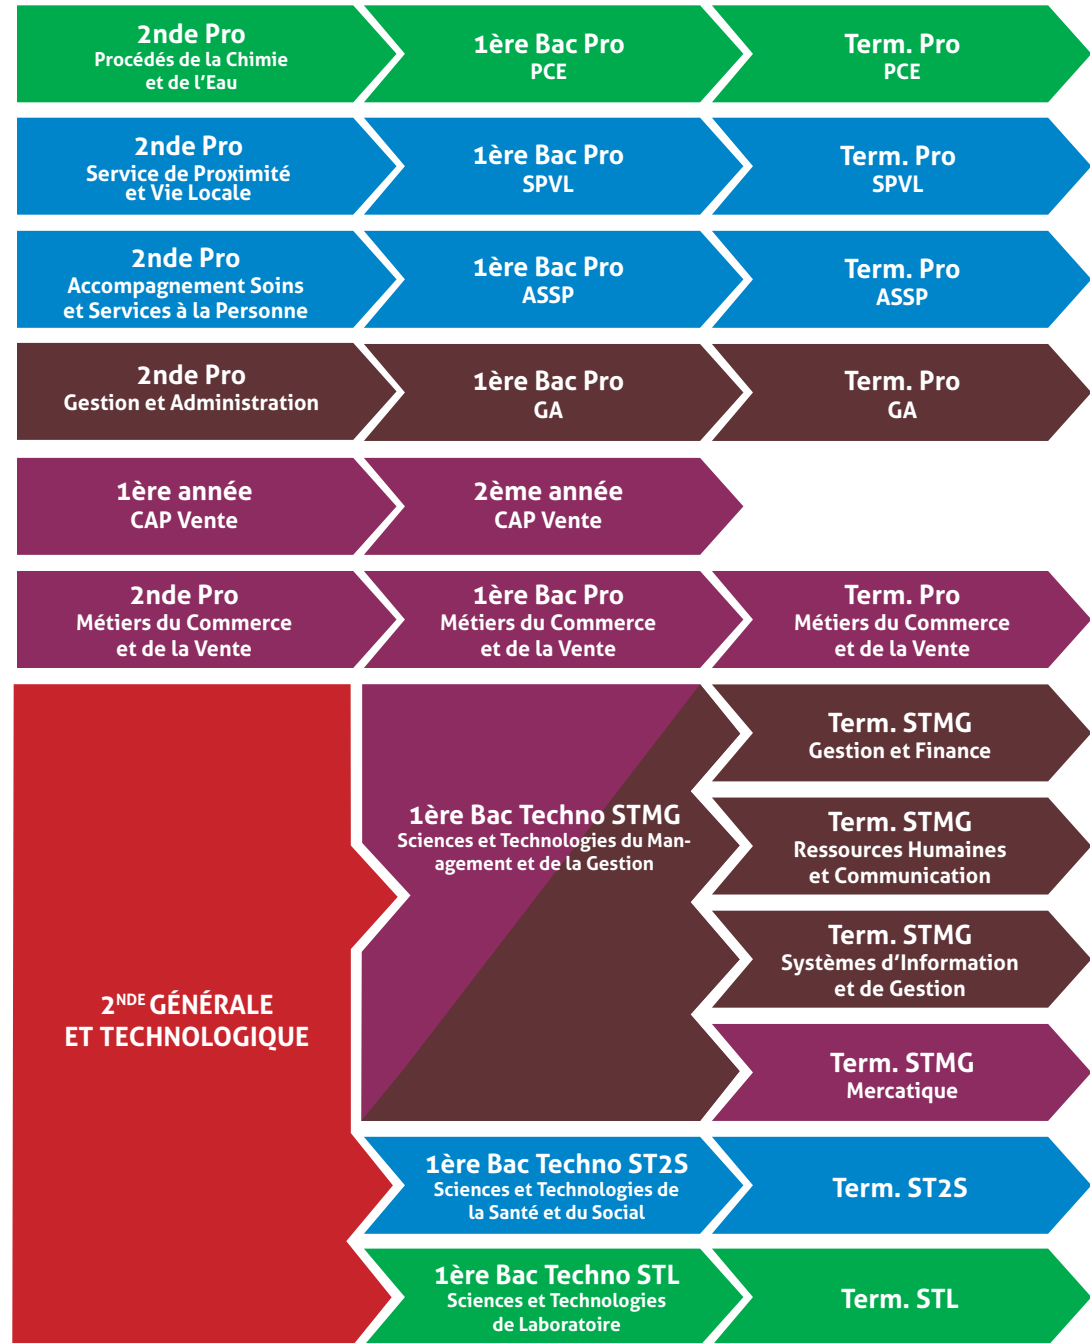 2nde Pro
Procédés de la Chimie
et de l’Eau
1ère Bac Pro
PCE
Term. Pro
PCE
2nde Pro
Service de Proximité
et Vie Locale
1ère Bac Pro
SPVL
Term. Pro
SPVL
2nde Pro
Accompagnement Soins
et Services à la Personne
1ère Bac Pro
ASSP
Term. Pro
ASSP
2nde Pro
Gestion et Administration
1ère Bac Pro
GA
Term. Pro
GA
1ère année
CAP Vente
2ème année
CAP Vente
2nde Pro
Métiers du Commerce
et de la Vente
1ère Bac Pro
Métiers du Commerce
et de la Vente
Term. Pro
Métiers du Commerce
et de la Vente
2NDE GÉNÉRALE
ET TECHNOLOGIQUE
1ère Bac Techno STMG
Sciences et Technologies du Man-
agement et de la Gestion
Term. STMG
Gestion et Finance
Term. STMG
Ressources Humaines
et Communication
Term. STMG
Systèmes d’Information
et de Gestion
Term. STMG
Mercatique
1ère Bac Techno ST2S
Sciences et Technologies de
la Santé et du Social
Term. ST2S
1ère Bac Techno STL
Sciences et Technologies
de Laboratoire
Term. STL